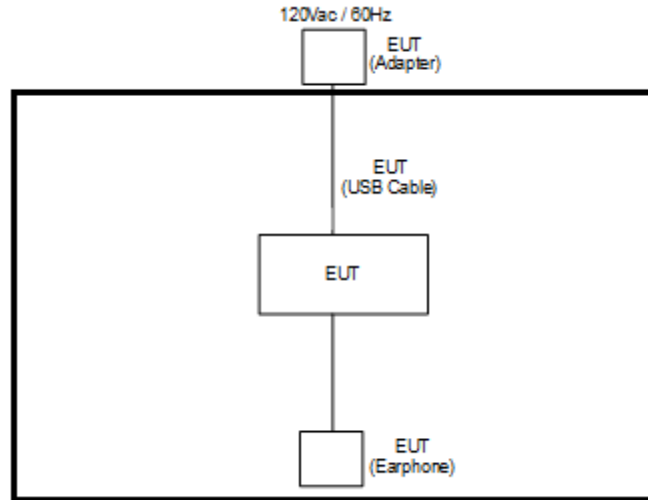 120Vac / 60Hz
EUT
(Adapter)
EUT
(USB Cable)
EUT
EUT
(Earphone)